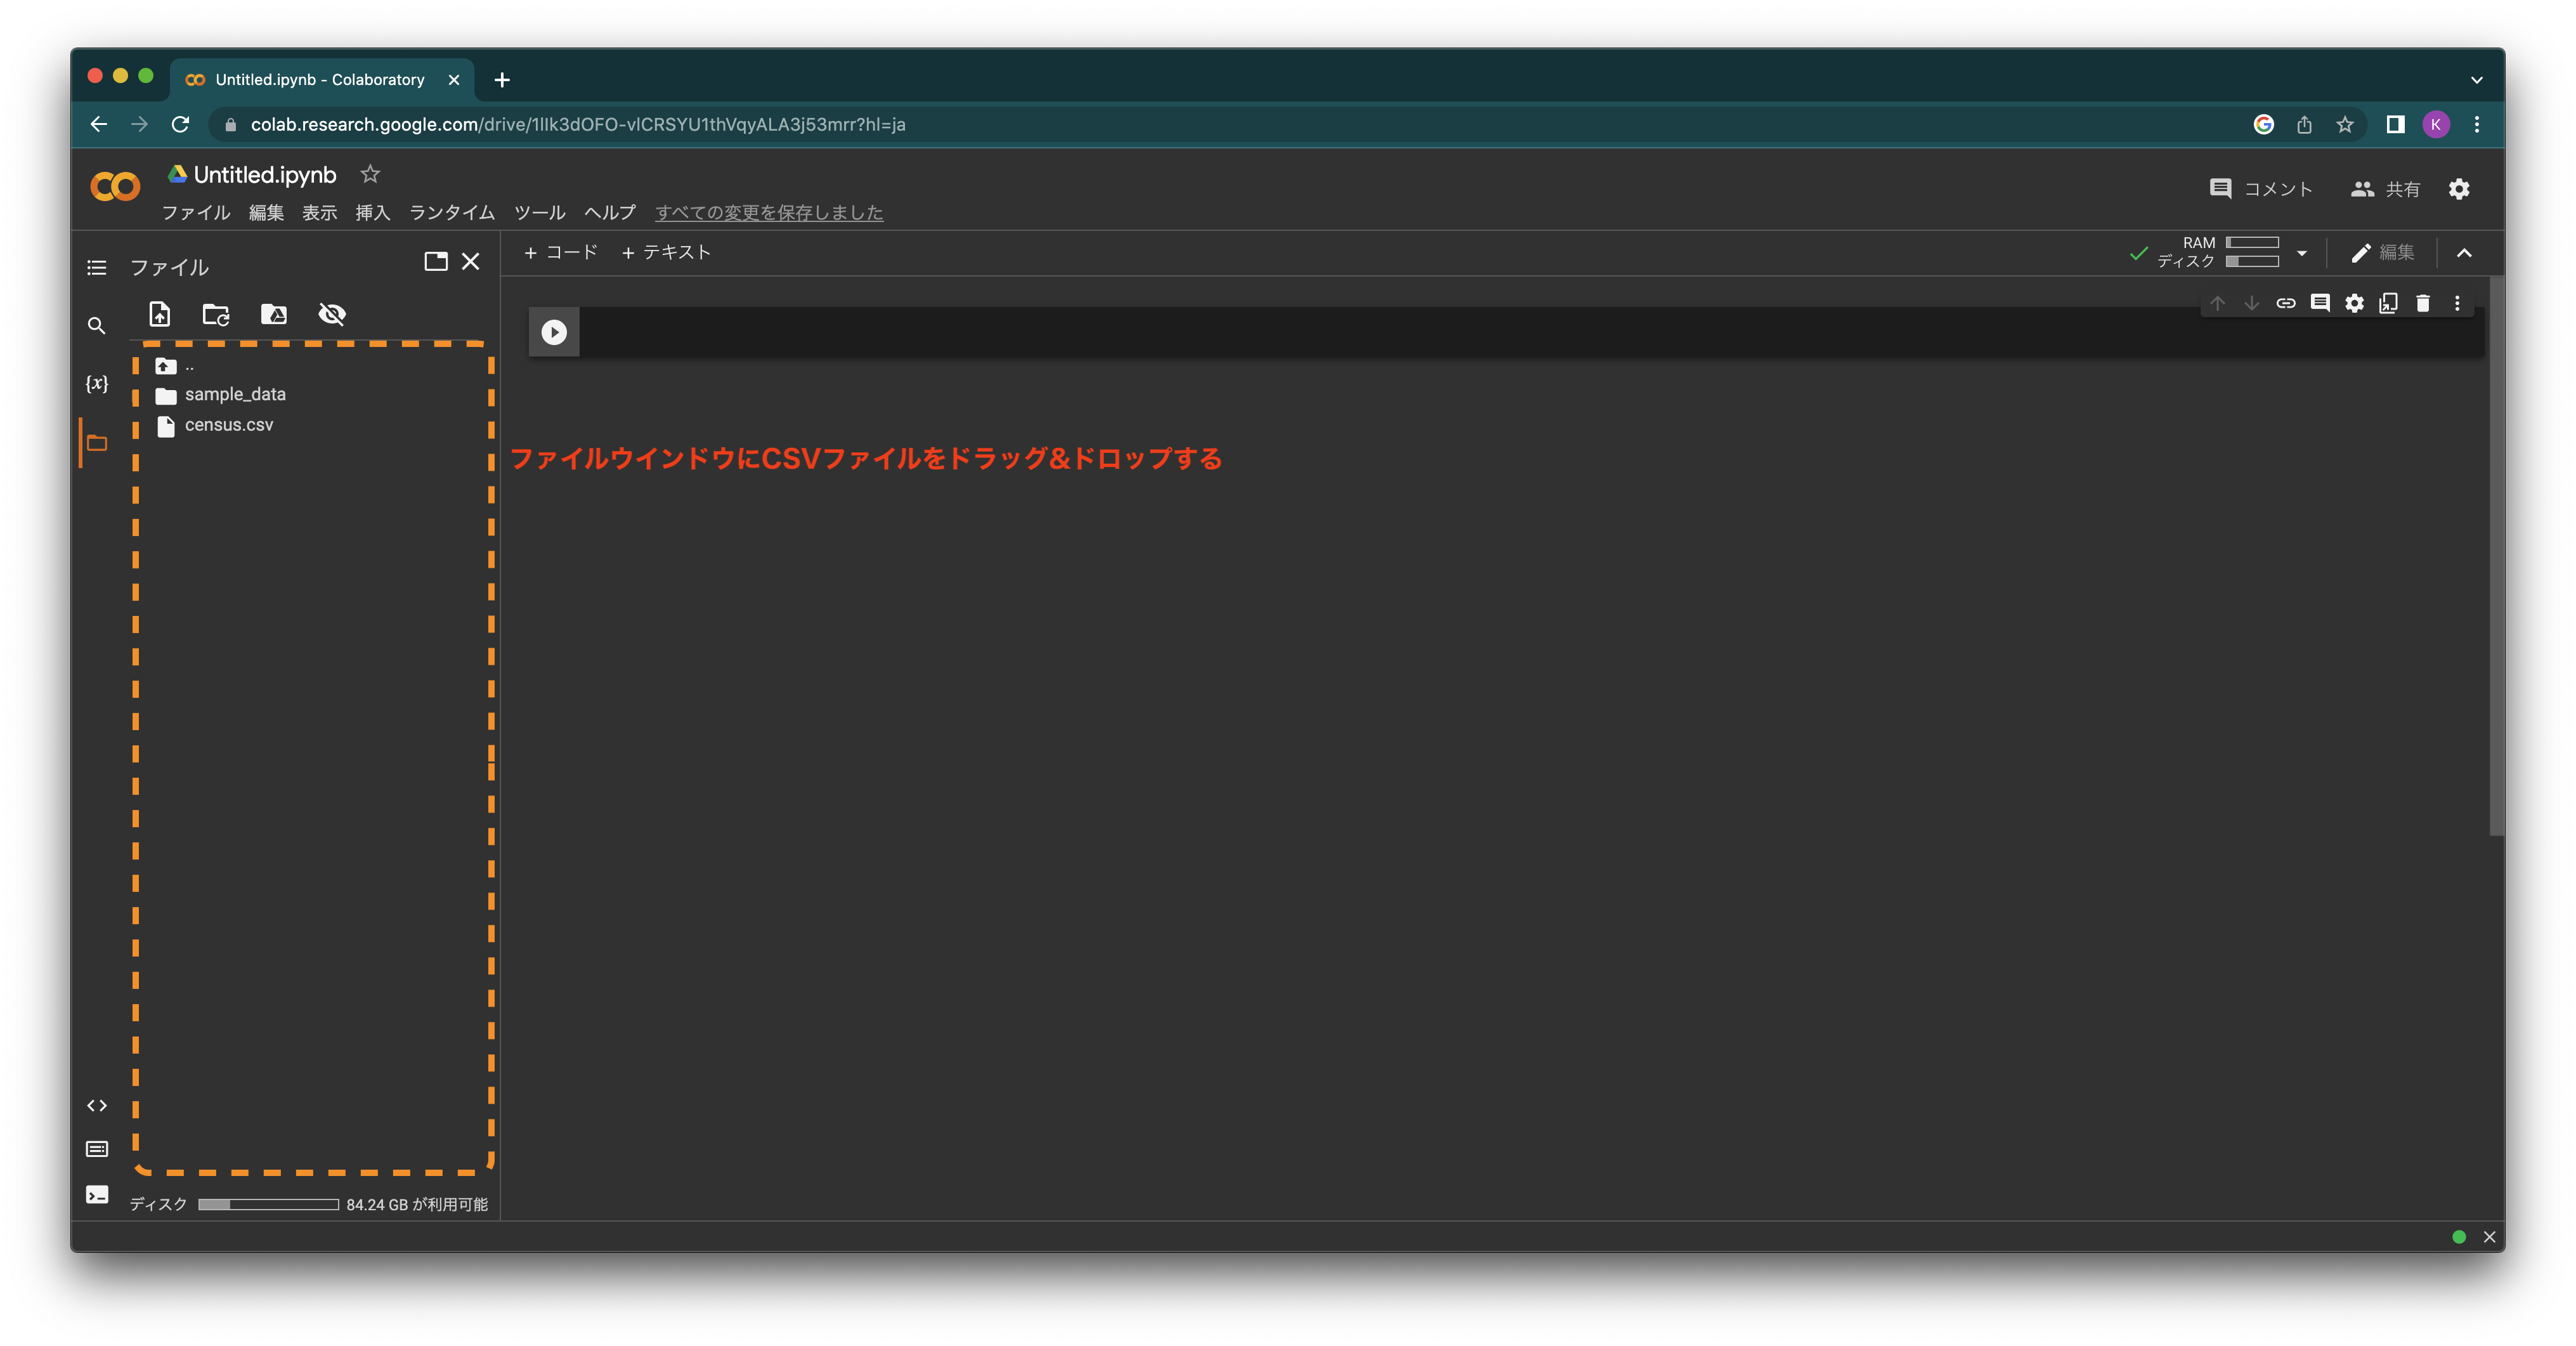 Untitled.ipynb - Colaboratory
colab.research.google.com/drive/1lIk3dOFO-vlCRSYU1thVqyALA3j53mrr?hl=ja
K
Untitled.ipynb
コメント 共有
ファイル 編集 表示 挿入 ランタイム ツール ヘルプ すべての変更を保存しました
ファイル
+ コード + テキスト
RAM
ディスク
編集
{x}
..
sample_data
census.csv
ファイルウインドウにCSVファイルをドラッグ&ドロップする
ディスク 84.24 GB が利用可能